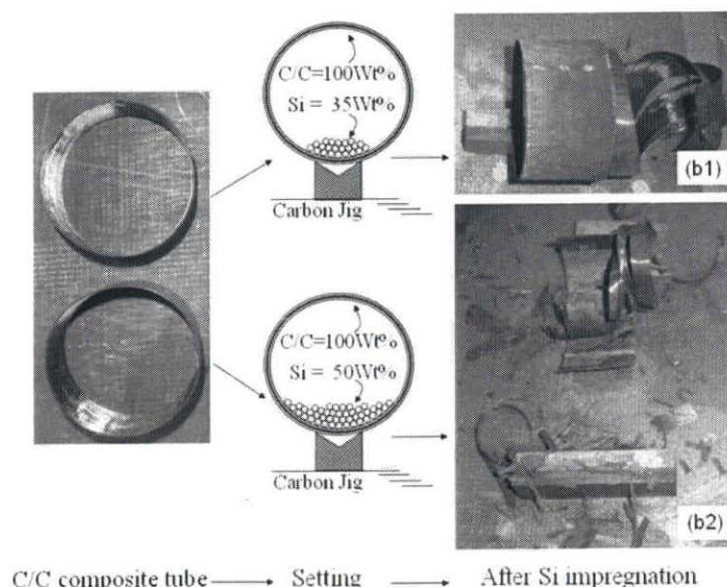 C/C=100Wt%
Si = 35Wt%
Carbon Jig
(b1)
C/C=100Wt%
Si = 50Wt%
Carbon Jig
(b2)
C/C composite tube Setting After Si impregnation